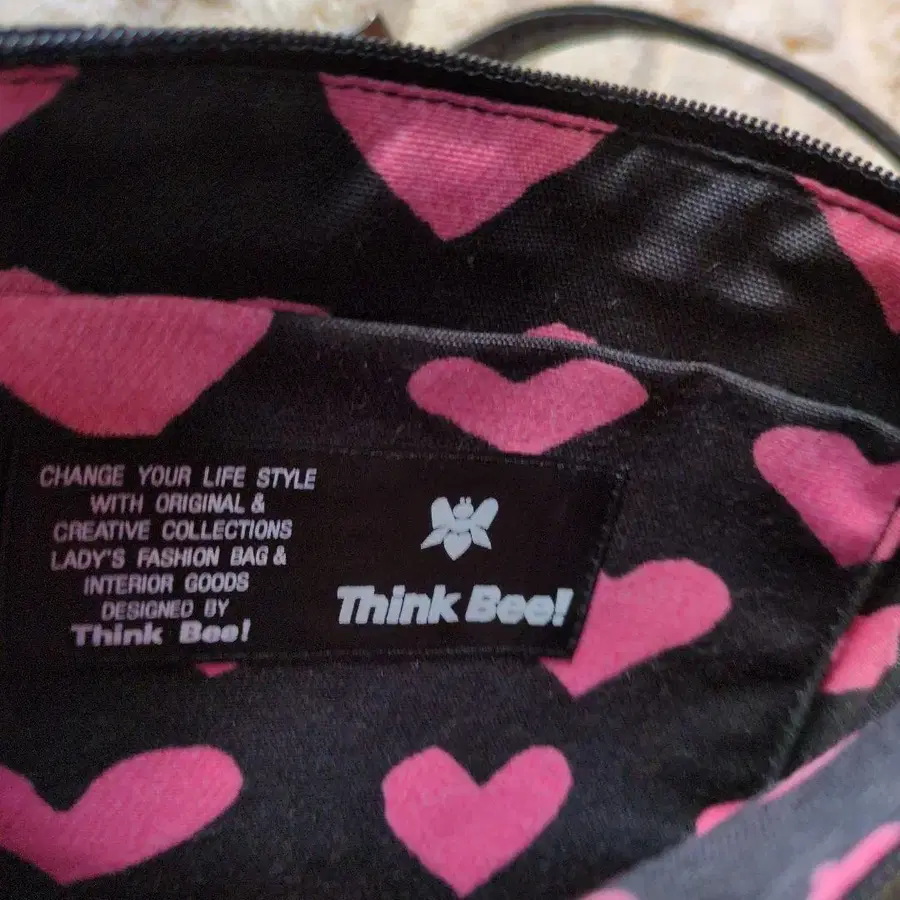 CHANGE YOUR LIFE STYLE
WITH ORIGINAL &
CREATIVE COLLECTIONS
LADY'S FASHION BAG &
INTERIOR GOODS
DESIGNED BY
Think Bee!
Think Bee!